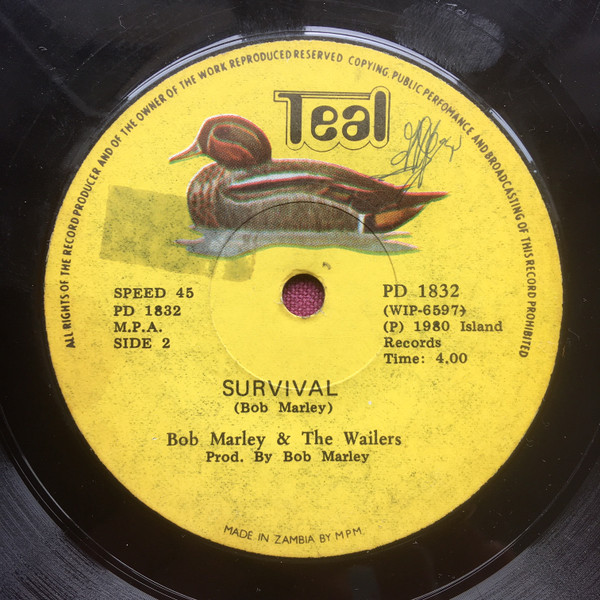 ALL RIGHTS OF THE RECORD PRODUCER AND OF THE OWNER OF THE WORK REPRODUCED RESERVED COPYING, PUBLIC PERFOMANCE AND BROADCASTING OF THIS RECORD PROHIBITED
Teal
SPEED 45
PD 1832
M.P.A.
SIDE 2
PD 1832
(WIP-6597)
(P) 1980 Island
Records
Time: 4.00
SURVIVAL
(Bob Marley)
Bob Marley & The Wailers
Prod. By Bob Marley
MADE IN ZAMBIA BY M.P.M.